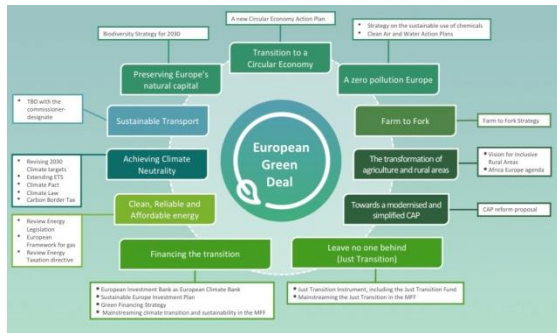 A new Circular Economy Action Plan
Biodiversity Strategy for 2030
Strategy on the sustainable use of chemicals
Clean Air and Water Action Plans
Transition to a
Circular Economy
Preserving Europe's
natural capital
A zero pollution Europe
TBD with the
commissioner-
designate
Sustainable Transport
European
Green
Deal
Farm to Fork
Farm to Fork Strategy
Revising 2030
Climate targets
Extending ETS
Climate Pact
Climate Law
Carbon Border Tax
Achieving Climate
Neutrality
The transformation of
agriculture and rural areas
Vision for Inclusive
Rural Areas
Africa Europe agenda
Review Energy
Legislation
European
Framework for gas
Review Energy
Taxation directive
Clean, Reliable and
Affordable energy
Towards a modernised and
simplified CAP
CAP reform proposal
Financing the transition
Leave no one behind
(Just Transition)
European Investment Bank as European Climate Bank
Sustainable Europe Investment Plan
Green Financing Strategy
Mainstreaming climate transition and sustainability in the MFF
Just Transition Instrument, including the Just Transition Fund
Mainstreaming the Just Transition in the MFF